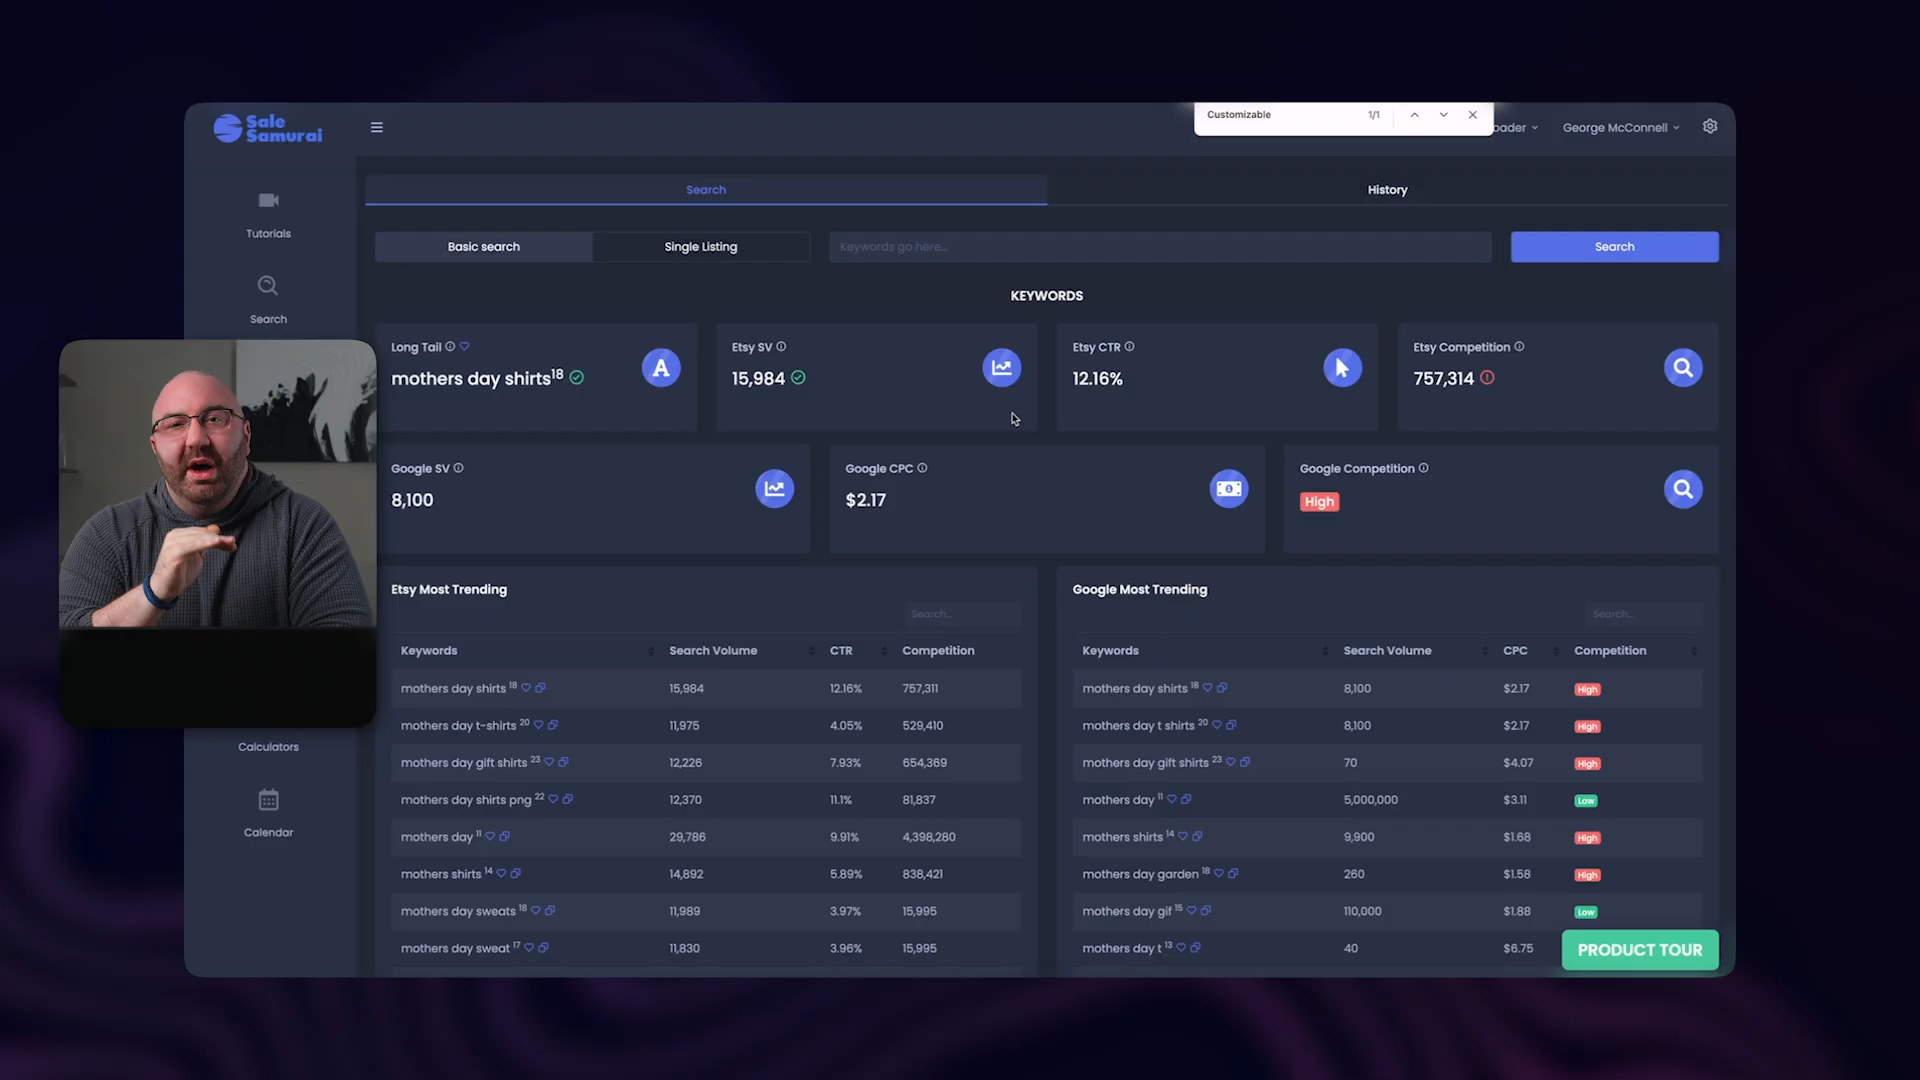 Sale
Samurai
Customizable 1/1
oader
George McConnell
Tutorials
Search
Calculators
Calendar
Search History
Basic search Single Listing Keywords go here... Search
KEYWORDS
Long Tail
mothers day shirts18
Etsy SV
15,984
Etsy CTR
12.16%
Etsy Competition
757,314
Google SV
8,100
Google CPC
$2.17
Google Competition
High
Etsy Most Trending
Search...
Keywords Search Volume CTR Competition
mothers day shirts 18 15,984 12.16% 757,311
mothers day t-shirts 20 11,975 4.05% 529,410
mothers day gift shirts 23 12,226 7.93% 654,369
mothers day shirts png 22 12,370 11.1% 81,837
mothers day 11 29,786 9.91% 4,398,280
mothers shirts 14 14,892 5.89% 838,421
mothers day sweats 18 11,989 3.97% 15,995
mothers day sweat 17 11,830 3.96% 15,995
Google Most Trending
Search...
Keywords Search Volume CPC Competition
mothers day shirts 18 8,100 $2.17 High
mothers day t shirts 20 8,100 $2.17 High
mothers day gift shirts 23 70 $4.07 High
mothers day 11 5,000,000 $3.11 Low
mothers shirts 14 9,900 $1.68 High
mothers day garden 18 260 $1.58 High
mothers day gif 15 110,000 $1.88 Low
mothers day t 13 40 $6.75
PRODUCT TOUR